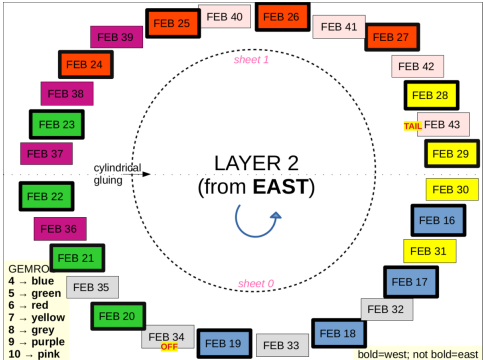 FEB 40
FEB 26
FEB 25
FEB 41
FEB 39
FEB 27
FEB 24
sheet 1
FEB 42
FEB 38
FEB 28
FEB 23
TAIL
FEB 43
FEB 37
FEB 29
cylindrical
gluing
LAYER 2
(from EAST)
FEB 22
FEB 30
FEB 36
FEB 16
FEB 21
FEB 31
GEMRO
4 → blue
5 → green
6 → red
7 → yellow
8 → grey
9 → purple
10 → pink
FEB 35
sheet 0
FEB 17
FEB 20
FEB 32
FEB 34
OFF
FEB 19
FEB 33
FEB 18
bold=west; not bold=east